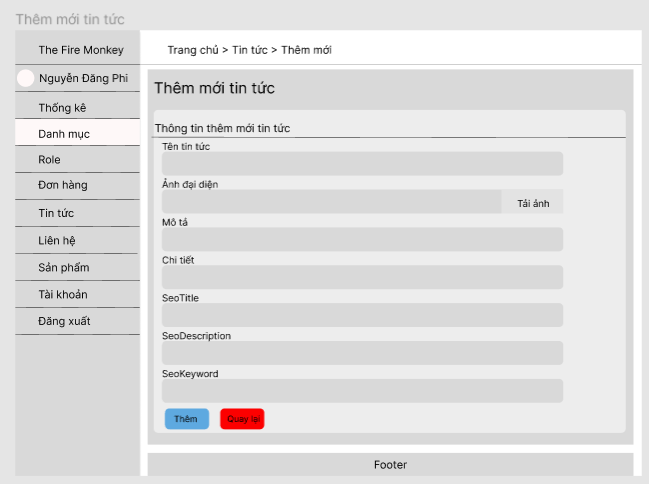 Thêm mới tin tức
The Fire Monkey
Trang chủ > Tin tức > Thêm mới
Nguyễn Đăng Phi
Thống kê
Danh mục
Role
Đơn hàng
Tin tức
Liên hệ
Sản phẩm
Tài khoản
Đăng xuất
Thêm mới tin tức
Thông tin thêm mới tin tức
Tên tin tức
Ảnh đại diện
Tải ảnh
Mô tả
Chi tiết
SeoTitle
SeoDescription
SeoKeyword
Thêm
Quay lại
Footer